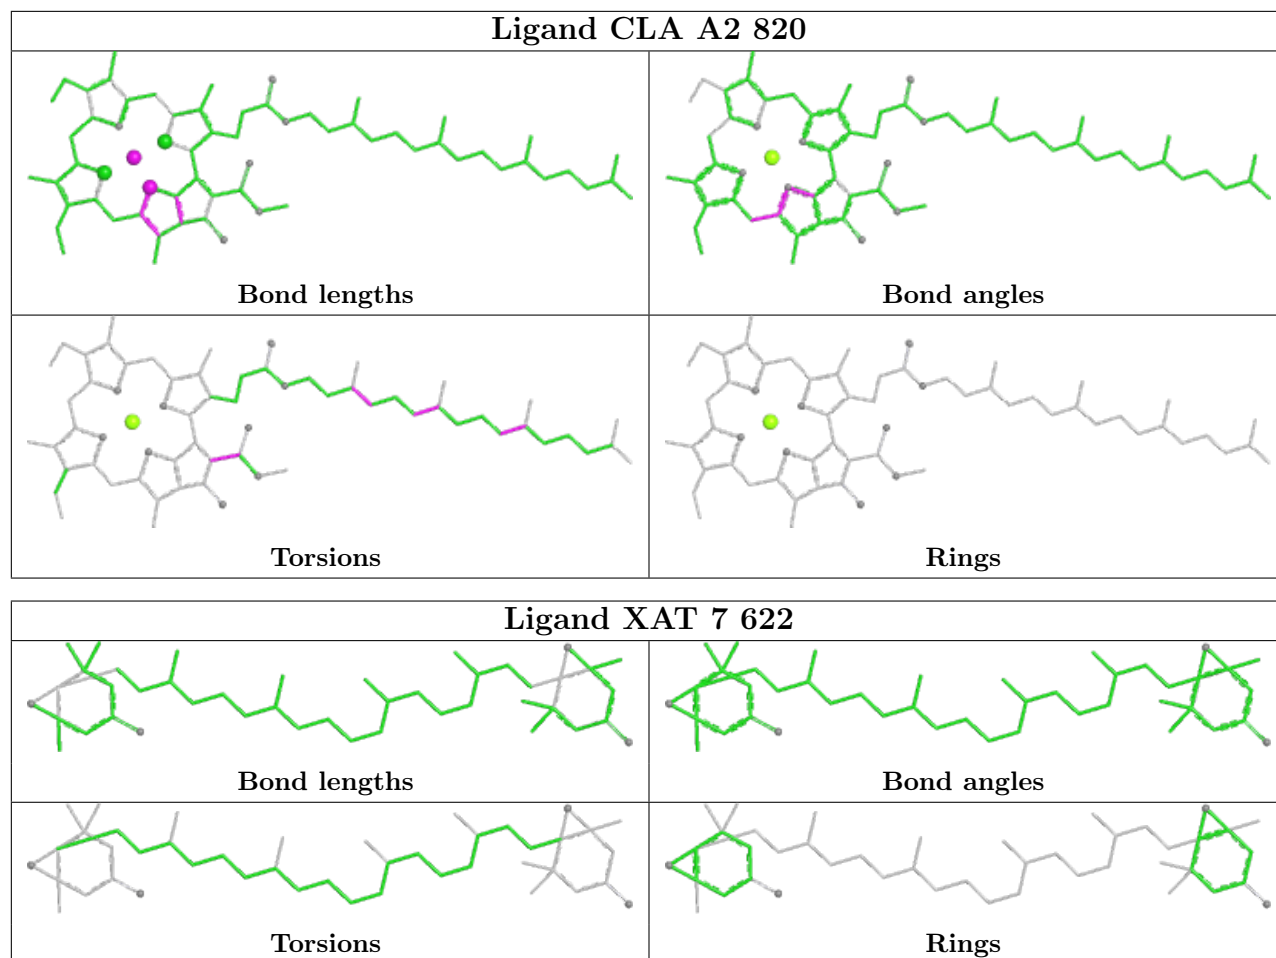 Ligand CLA A2 820
Bond lengths
Bond angles
Torsions
Rings
Ligand XAT 7 622
Bond lengths
Bond angles
Torsions
Rings